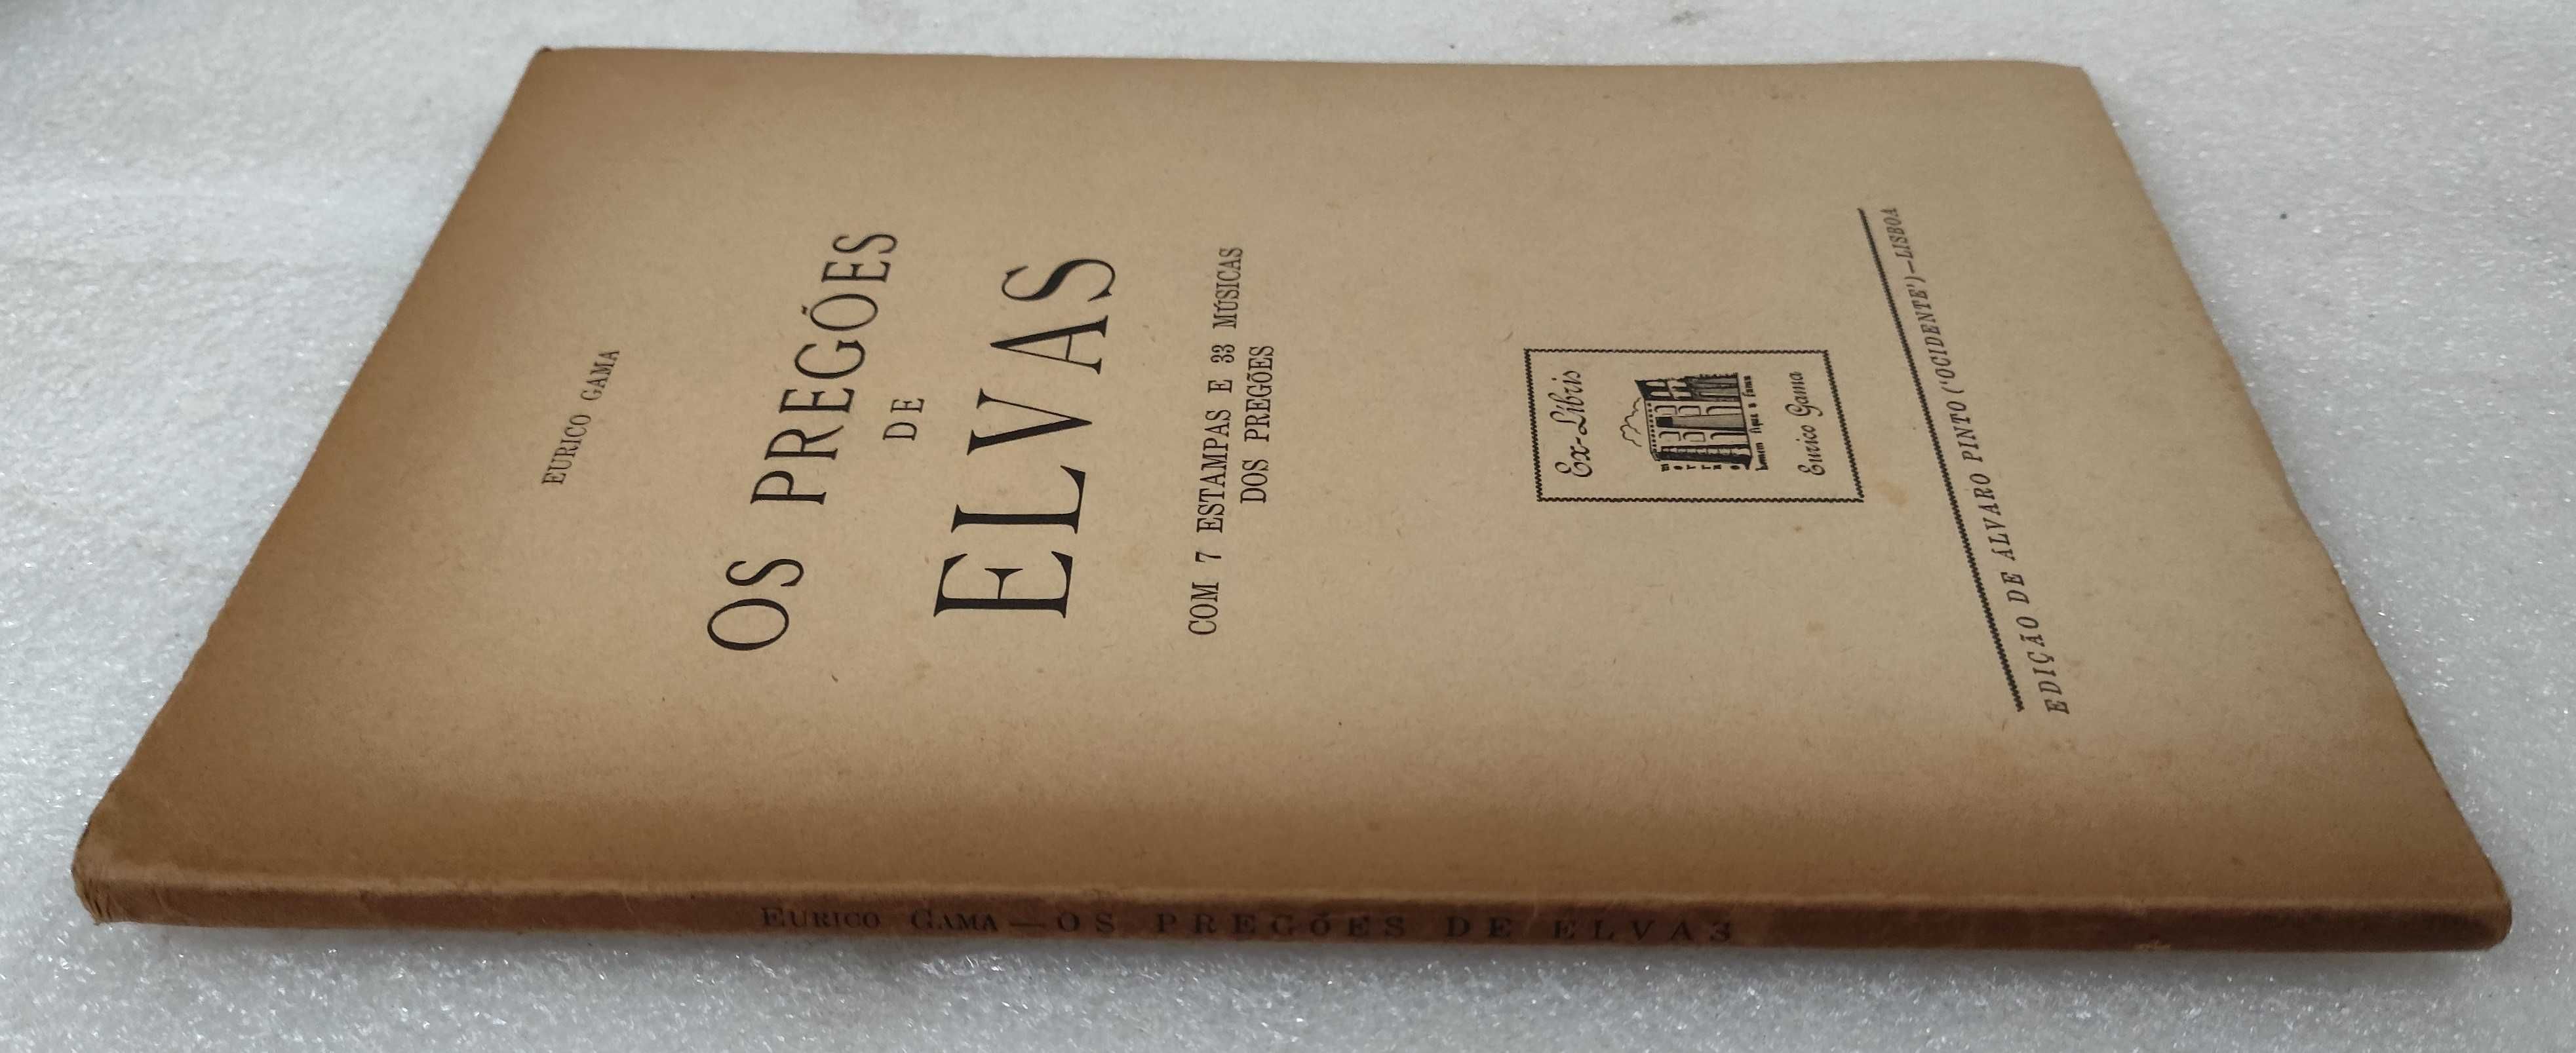 EURICO GAMA
OS PREGÕES
DE
ELVAS
COM 7 ESTAMPAS E 33 MÚSICAS
DOS PREGÕES
Ex-Libris
Eurico Gama
EDIÇÃO DE ÁLVARO PINTO («OCIDENTE»)—LISBOA
EURICO GAMA — OS PREGÕES DE ELVAS